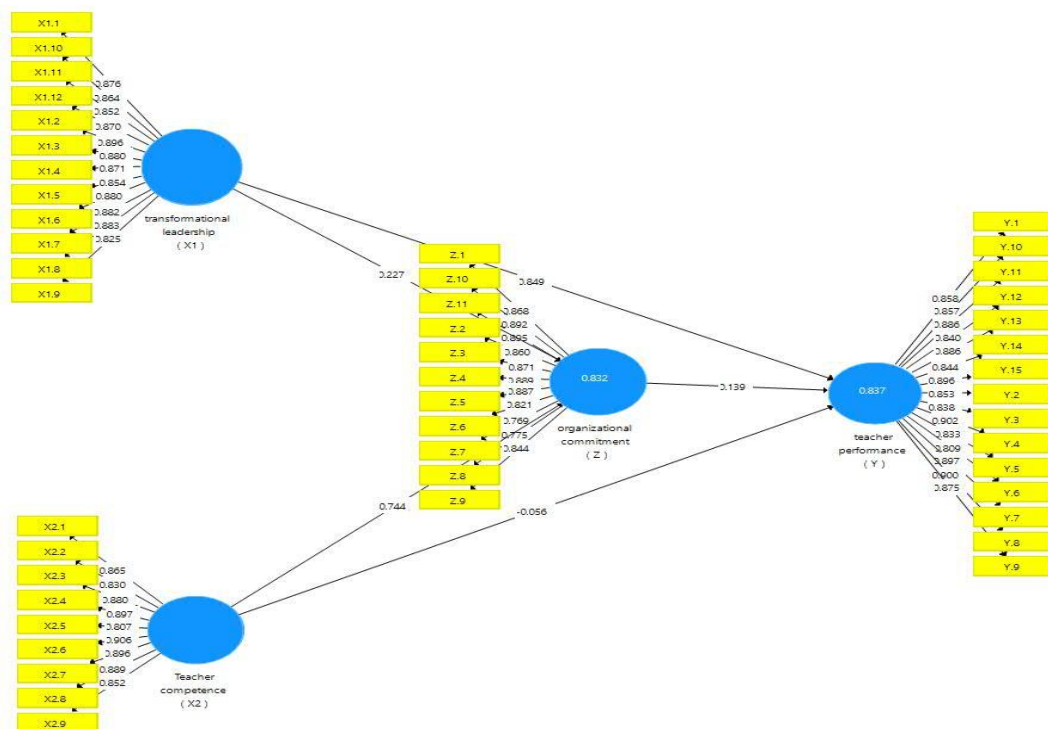 X1.1
X1.10
X1.11
X1.12
X1.2
X1.3
X1.4
X1.5
X1.6
X1.7
X1.8
X1.9
0.876
0.864
0.852
0.870
0.896
0.880
0.871
0.854
0.880
0.882
0.883
0.825
transformational
leadership
(X1)
0.227
0.849
Z.1
Z.10
Z.11
Z.2
Z.3
Z.4
Z.5
Z.6
Z.7
Z.8
Z.9
0.868
0.892
0.895
0.860
0.871
0.889
0.887
0.821
0.769
0.775
0.844
0.832
organizational
commitment
(Z)
0.139
0.744
-0.056
X2.1
X2.2
X2.3
X2.4
X2.5
X2.6
X2.7
X2.8
X2.9
0.865
0.830
0.880
0.897
0.807
0.906
0.896
0.889
0.852
Teacher
competence
(X2)
0.837
teacher
performance
(Y)
0.858
0.857
0.886
0.840
0.886
0.844
0.896
0.853
0.838
0.902
0.833
0.809
0.897
0.900
0.875
Y.1
Y.10
Y.11
Y.12
Y.13
Y.14
Y.15
Y.2
Y.3
Y.4
Y.5
Y.6
Y.7
Y.8
Y.9